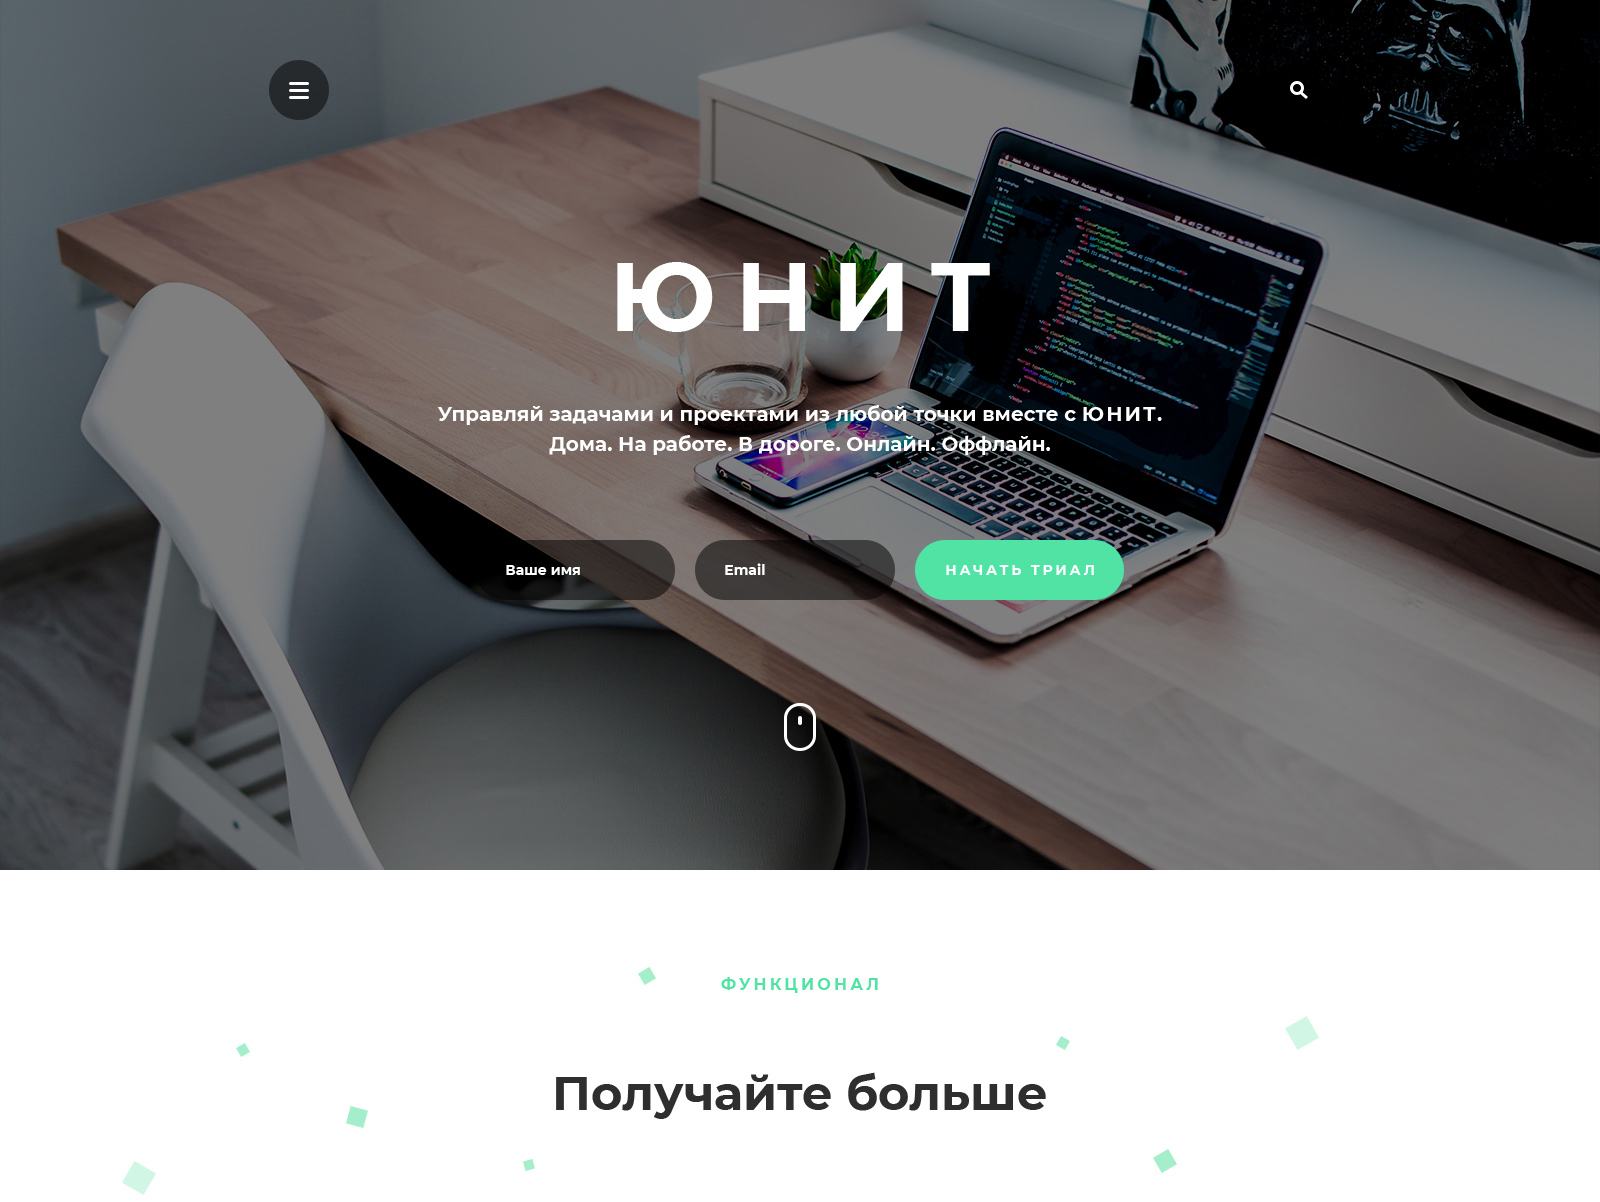 ЮНИТ
Управляй задачами и проектами из любой точки вместе с ЮНИТ.
Дома. На работе. В дороге. Онлайн. Оффлайн.
Ваше имя
Email
НАЧАТЬ ТРИАЛ
ФУНКЦИОНАЛ
Получайте больше